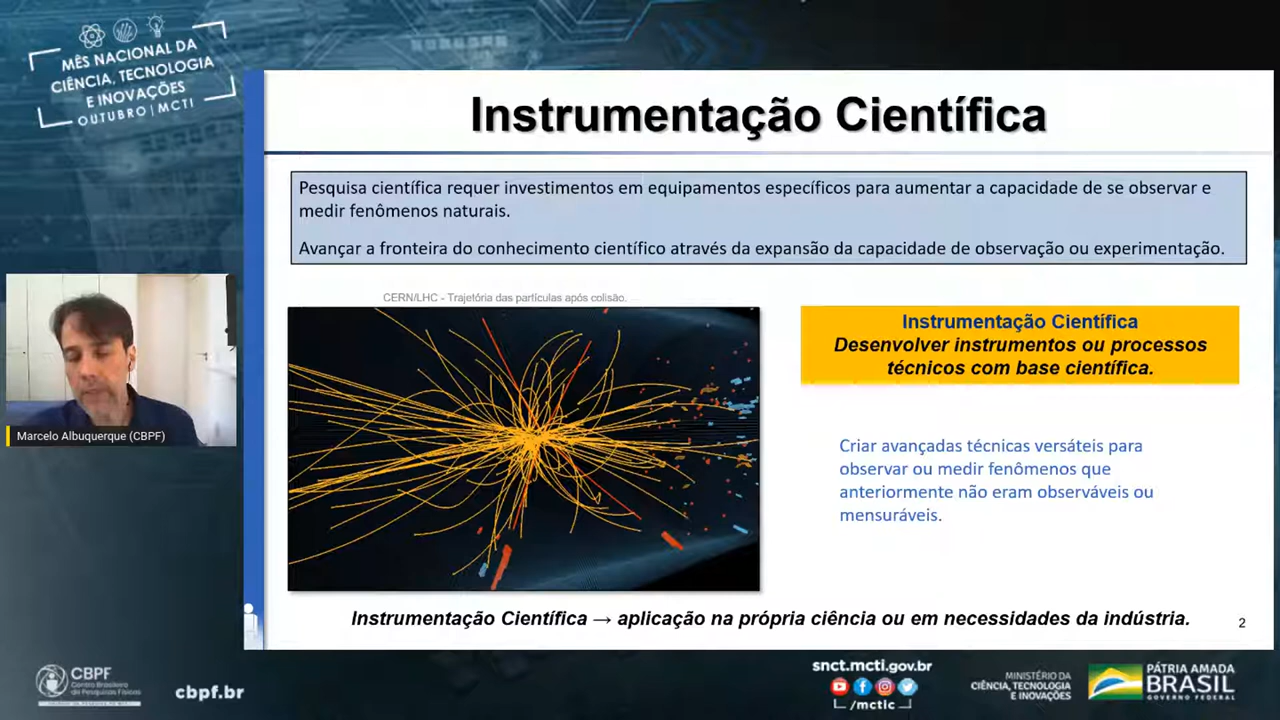 MÊS NACIONAL DA
CIÊNCIA, TECNOLOGIA
E INOVAÇÕES
OUTUBRO | MCTI
Instrumentação Científica
Pesquisa científica requer investimentos em equipamentos específicos para aumentar a capacidade de se observar e
medir fenômenos naturais.
Avançar a fronteira do conhecimento científico através da expansão da capacidade de observação ou experimentação.
CERN/LHC - Trajetória das partículas após colisão.
Instrumentação Científica
Desenvolver instrumentos ou processos
técnicos com base científica.
Marcelo Albuquerque (CBPF)
Criar avançadas técnicas versáteis para
observar ou medir fenômenos que
anteriormente não eram observáveis ou
mensuráveis.
Instrumentação Científica → aplicação na própria ciência ou em necessidades da indústria.
2
CBPF
Centro Brasileiro
de Pesquisas Físicas
cbpf.br
snct.mcti.gov.br
/mctic
MINISTÉRIO DA
CIÊNCIA, TECNOLOGIA
E INOVAÇÕES
PÁTRIA AMADA
BRASIL
GOVERNO FEDERAL